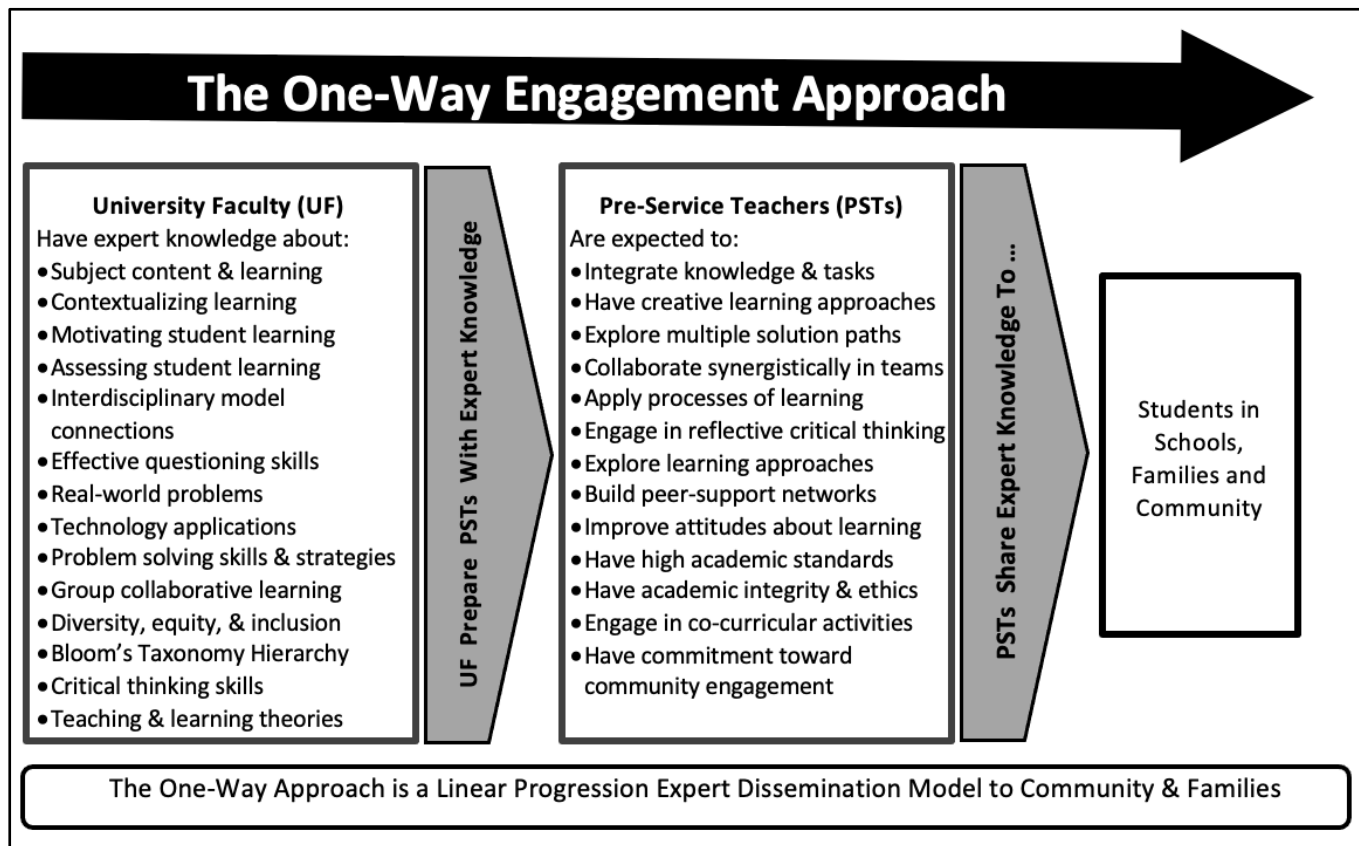 The One-Way Engagement Approach
University Faculty (UF)
Have expert knowledge about:
•Subject content & learning
•Contextualizing learning
•Motivating student learning
•Assessing student learning
•Interdisciplinary model
connections
•Effective questioning skills
•Real-world problems
•Technology applications
•Problem solving skills & strategies
•Group collaborative learning
•Diversity, equity, & inclusion
•Bloom’s Taxonomy Hierarchy
•Critical thinking skills
•Teaching & learning theories
UF Prepare PSTs With Expert Knowledge
Pre-Service Teachers (PSTs)
Are expected to:
•Integrate knowledge & tasks
•Have creative learning approaches
•Explore multiple solution paths
•Collaborate synergistically in teams
•Apply processes of learning
•Engage in reflective critical thinking
•Explore learning approaches
•Build peer-support networks
•Improve attitudes about learning
•Have high academic standards
•Have academic integrity & ethics
•Engage in co-curricular activities
•Have commitment toward
community engagement
PSTs Share Expert Knowledge To ...
Students in
Schools,
Families and
Community
The One-Way Approach is a Linear Progression Expert Dissemination Model to Community & Families